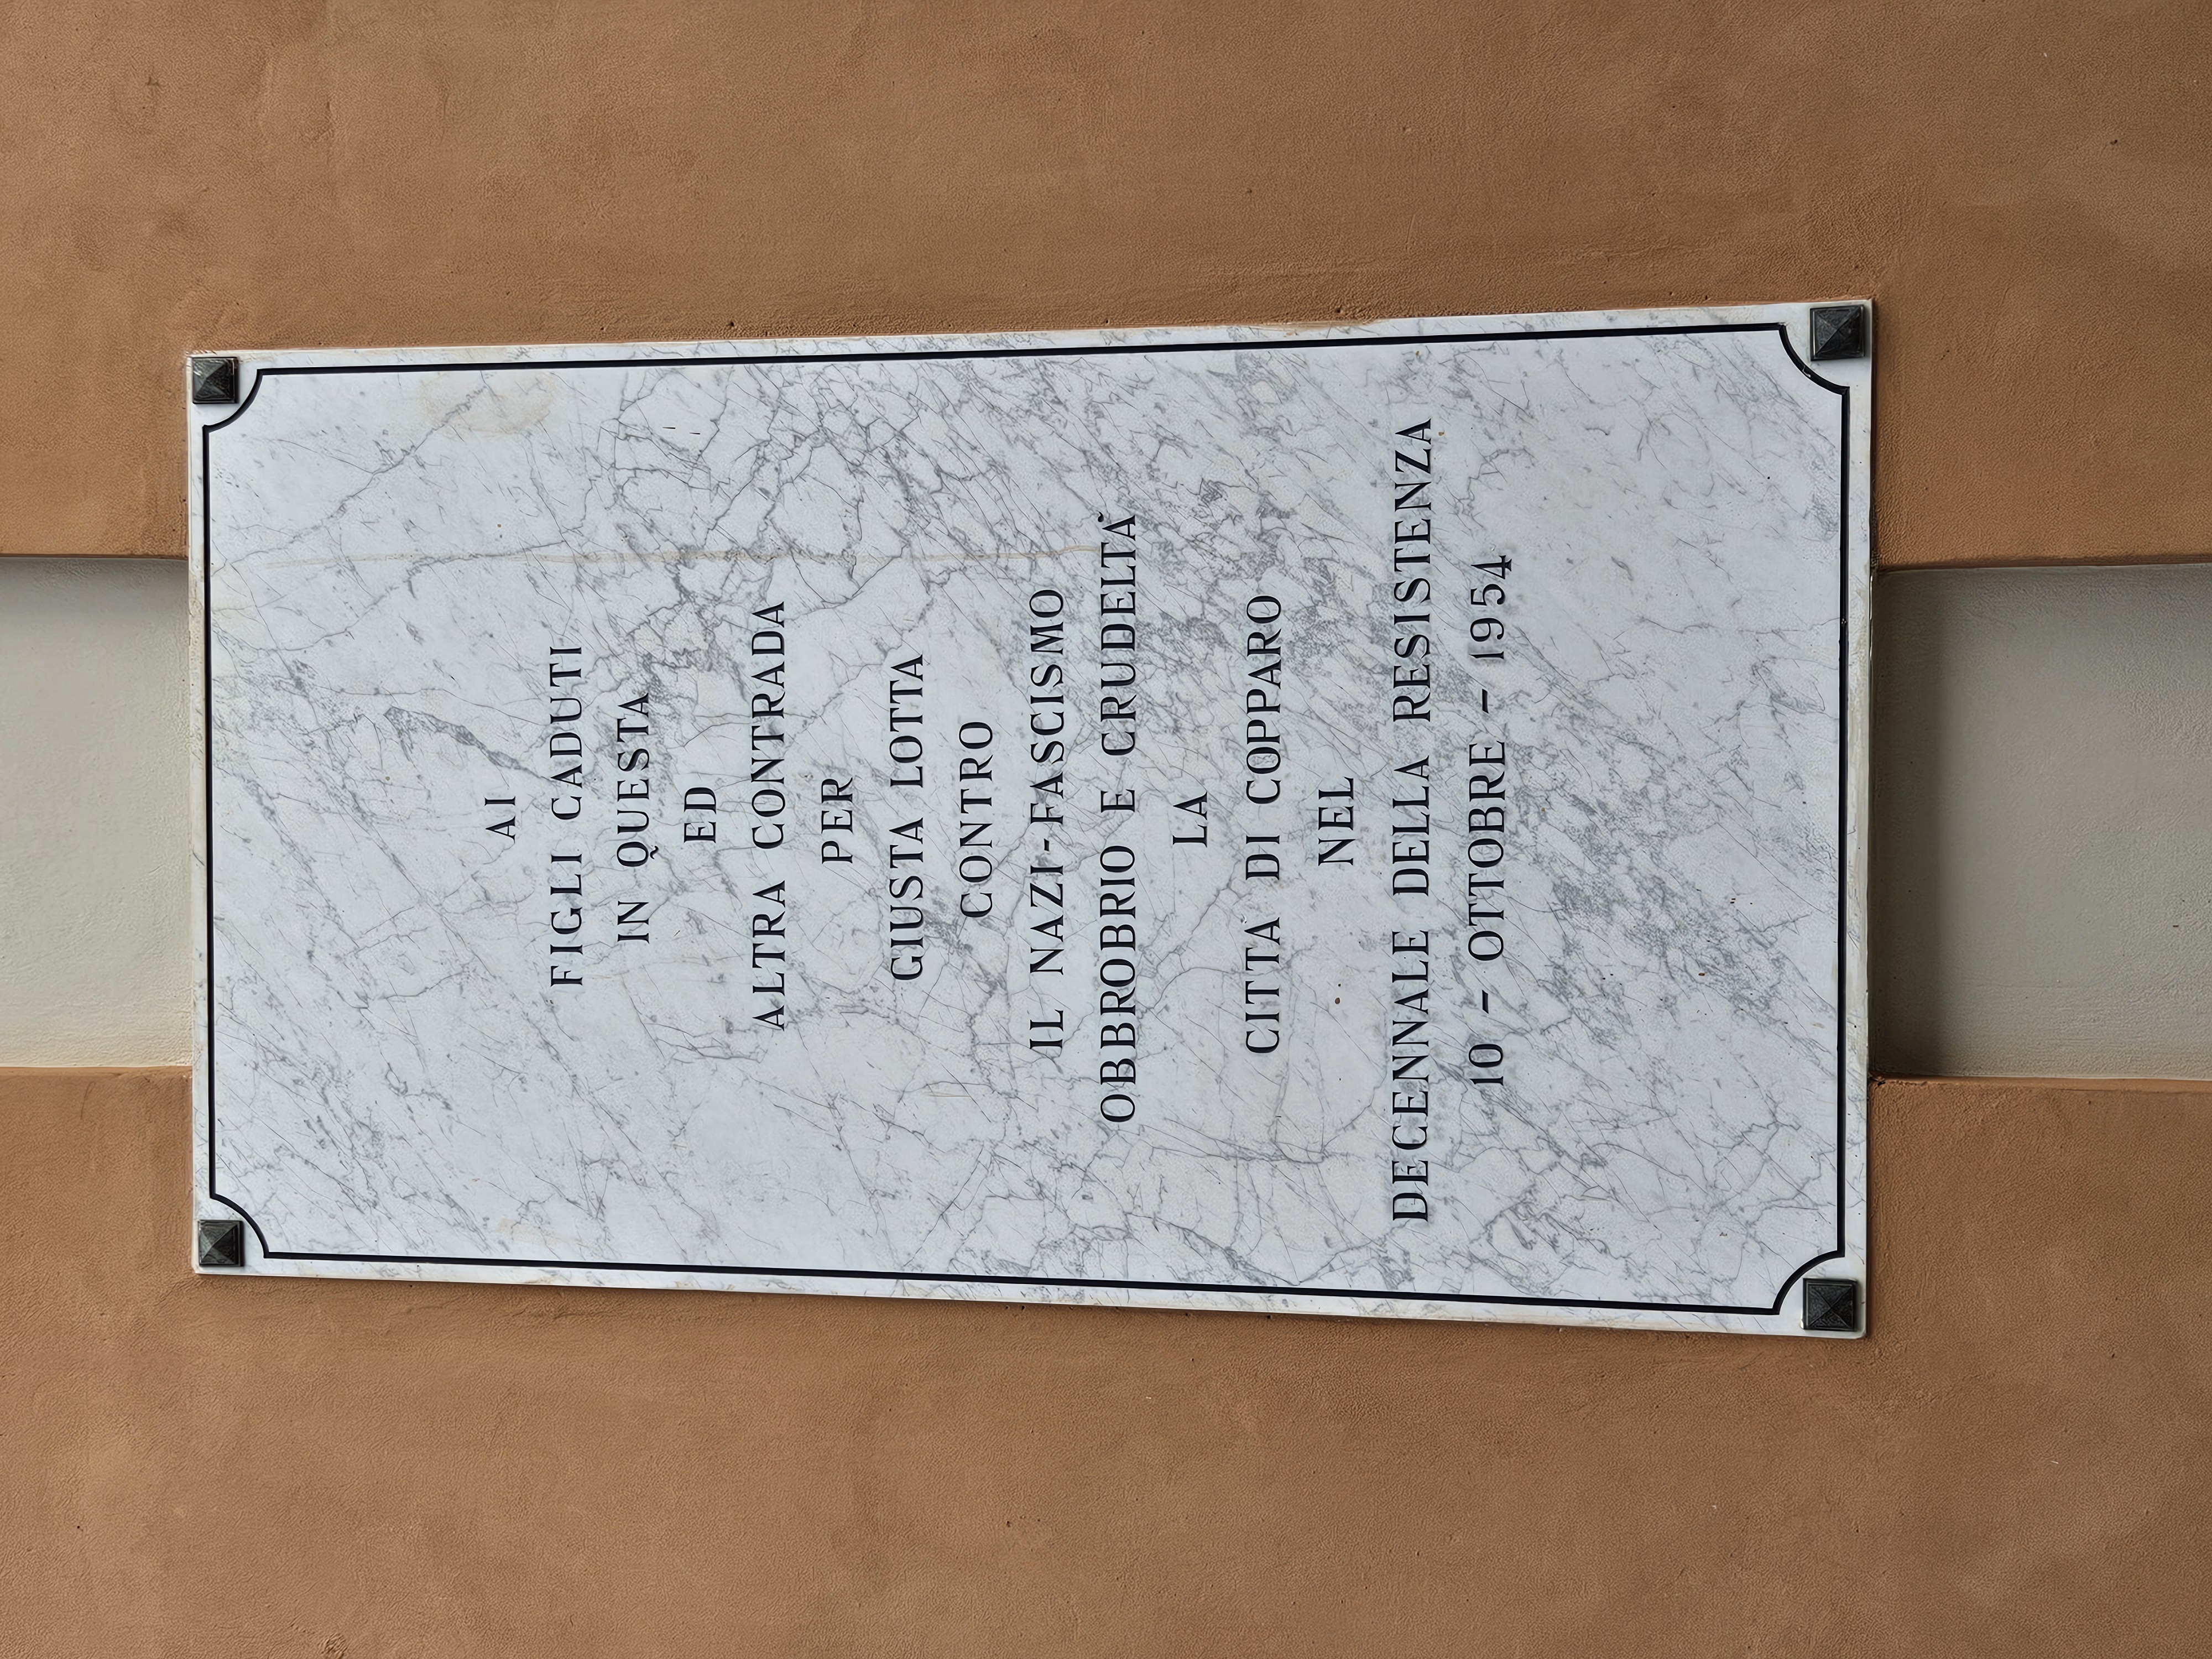 AI
FIGLI CADUTI
IN QUESTA
ED
ALTRA CONTRADA
PER
GIUSTA LOTTA
CONTRO
IL NAZI-FASCISMO
OBBROBRIO E CRUDELTÀ
LA
CITTA DI COPPARO
NEL
DECENNALE DELLA RESISTENZA
10 - OTTOBRE - 1954